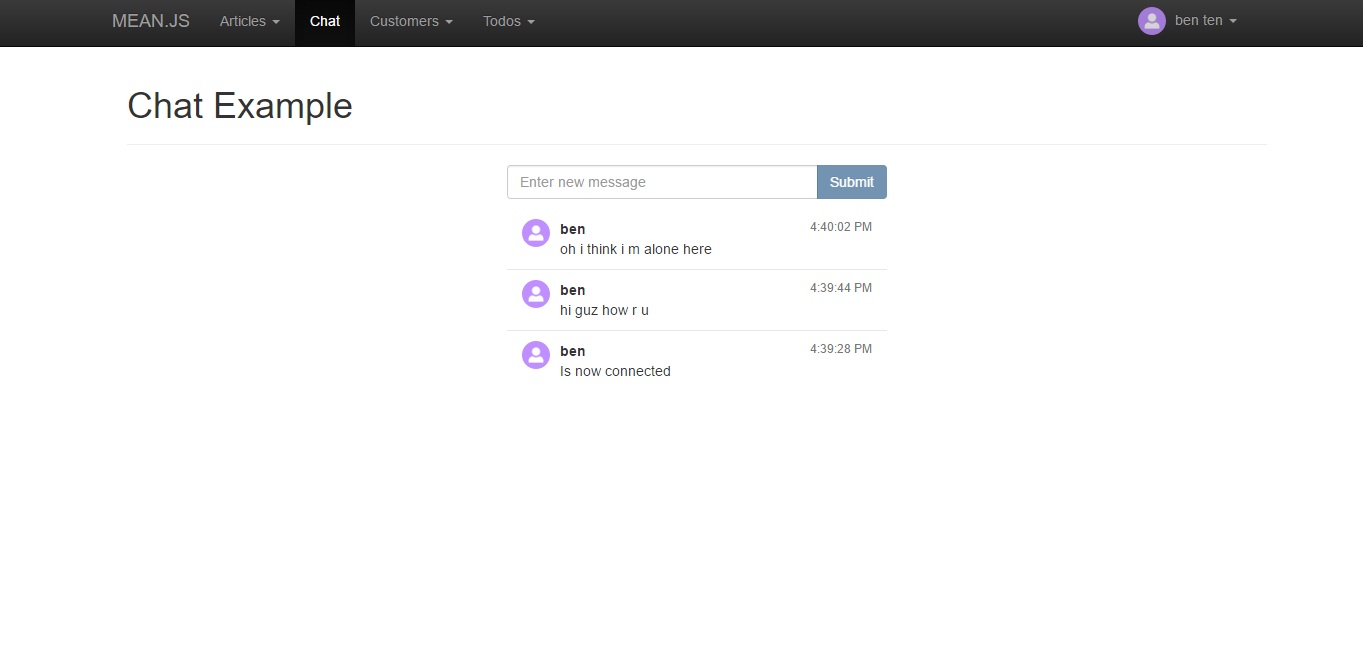 MEAN.JS Articles Chat Customers Todos ben ten
Chat Example
Enter new message Submit
ben 4:40:02 PM
oh i think i m alone here
ben 4:39:44 PM
hi guz how r u
ben 4:39:28 PM
Is now connected